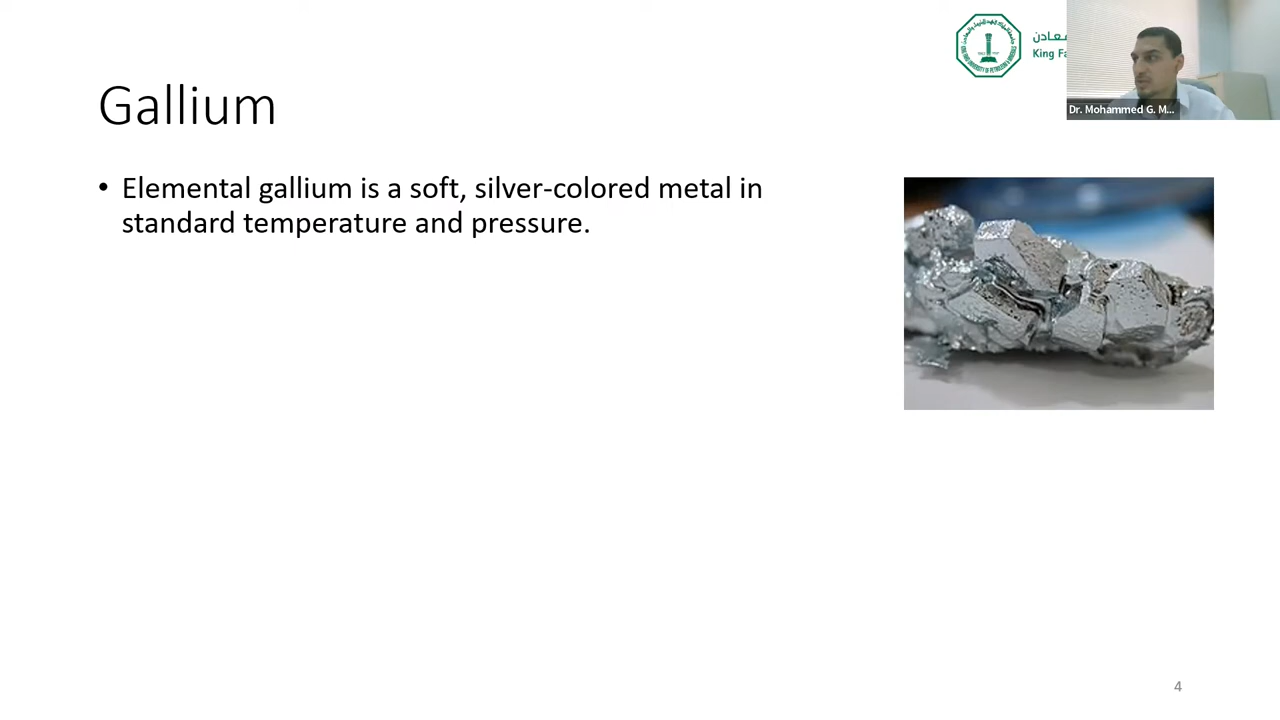 معادن
King Fa
Dr. Mohammed G. M...
Gallium
• Elemental gallium is a soft, silver-colored metal in
standard temperature and pressure.
4